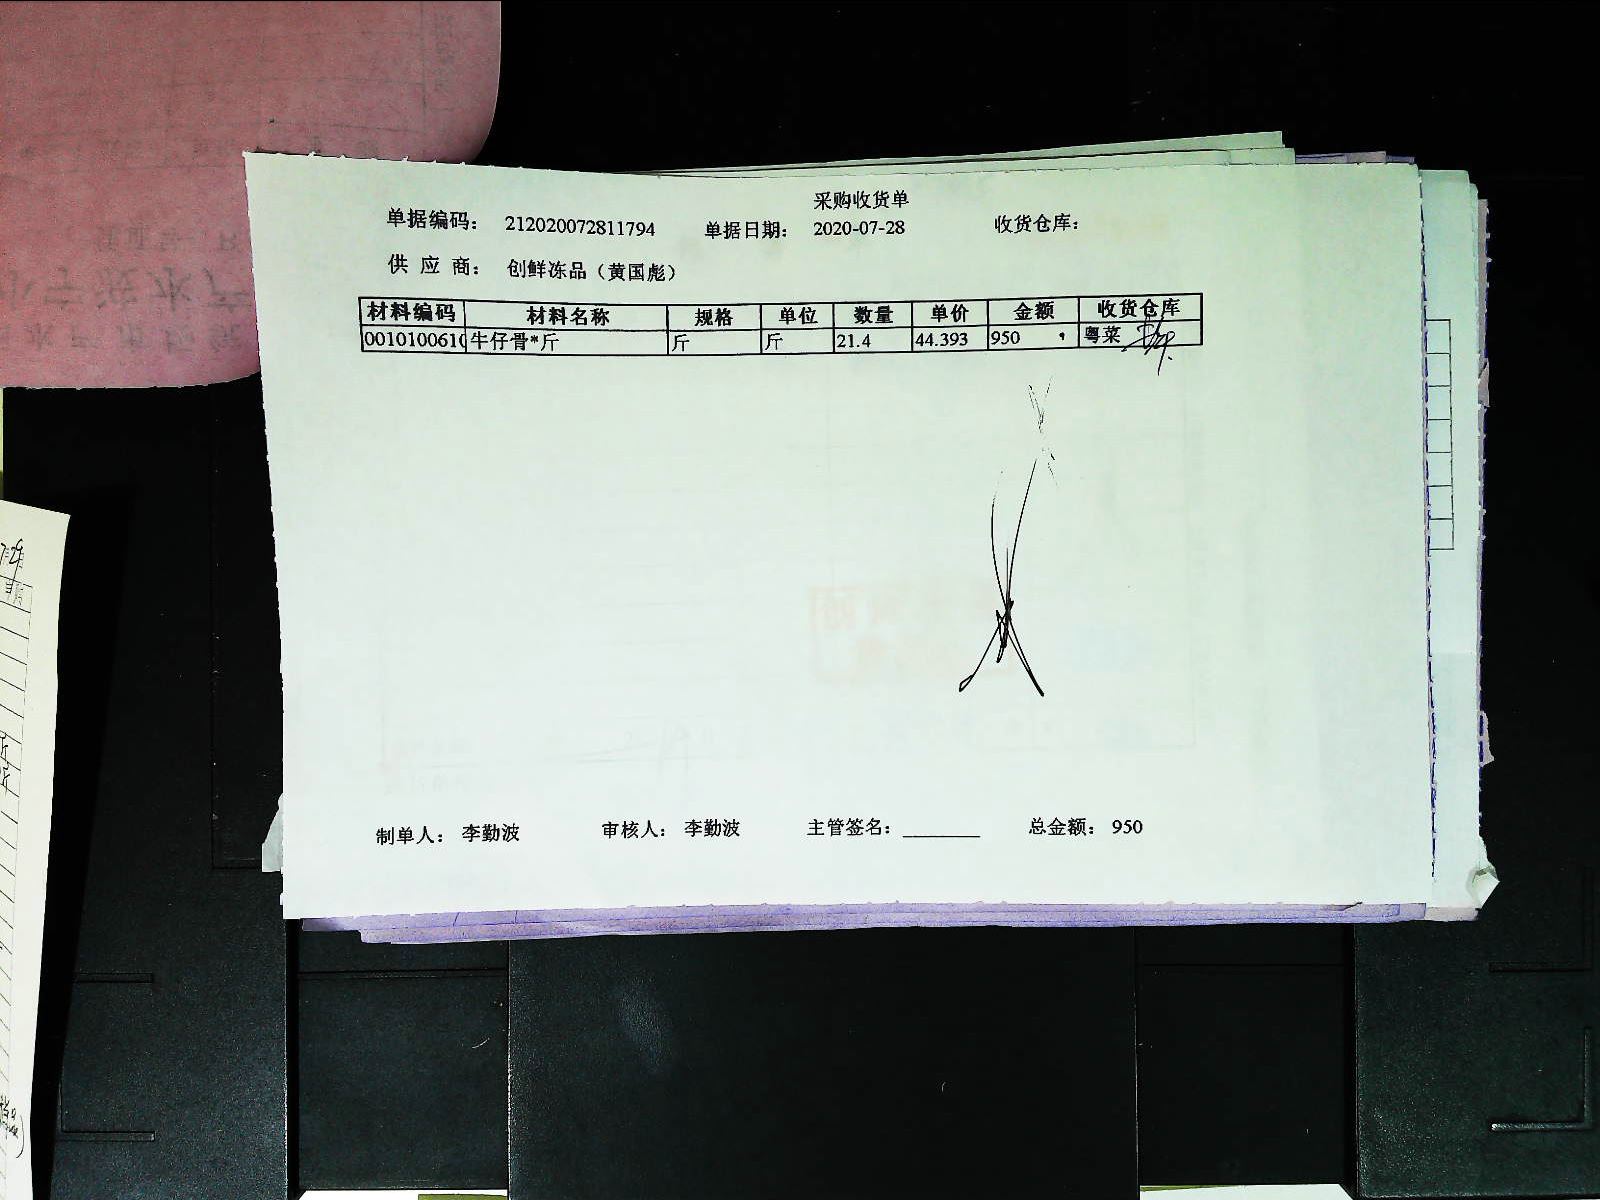 采购收货单
单据编码： 212020072811794 单据日期： 2020-07-28 收货仓库：
供 应 商： 创鲜冻品（黄国彪）
材料编码 材料名称 规格 单位 数量 单价 金额 收货仓库
001010061 牛仔骨*斤 斤 斤 21.4 44.393 950 粤菜
制单人： 李勤波 审核人： 李勤波 主管签名： 总金额： 950